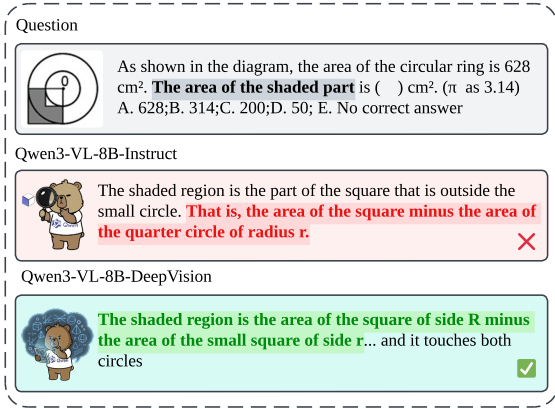 Question
O
As shown in the diagram, the area of the circular ring is 628
cm². The area of the shaded part is (    ) cm². (π  as 3.14)
A. 628;B. 314;C. 200;D. 50; E. No correct answer
Qwen3-VL-8B-Instruct
The shaded region is the part of the square that is outside the
small circle. That is, the area of the square minus the area of
the quarter circle of radius r.
Qwen3-VL-8B-DeepVision
The shaded region is the area of the square of side R minus
the area of the small square of side r... and it touches both
circles